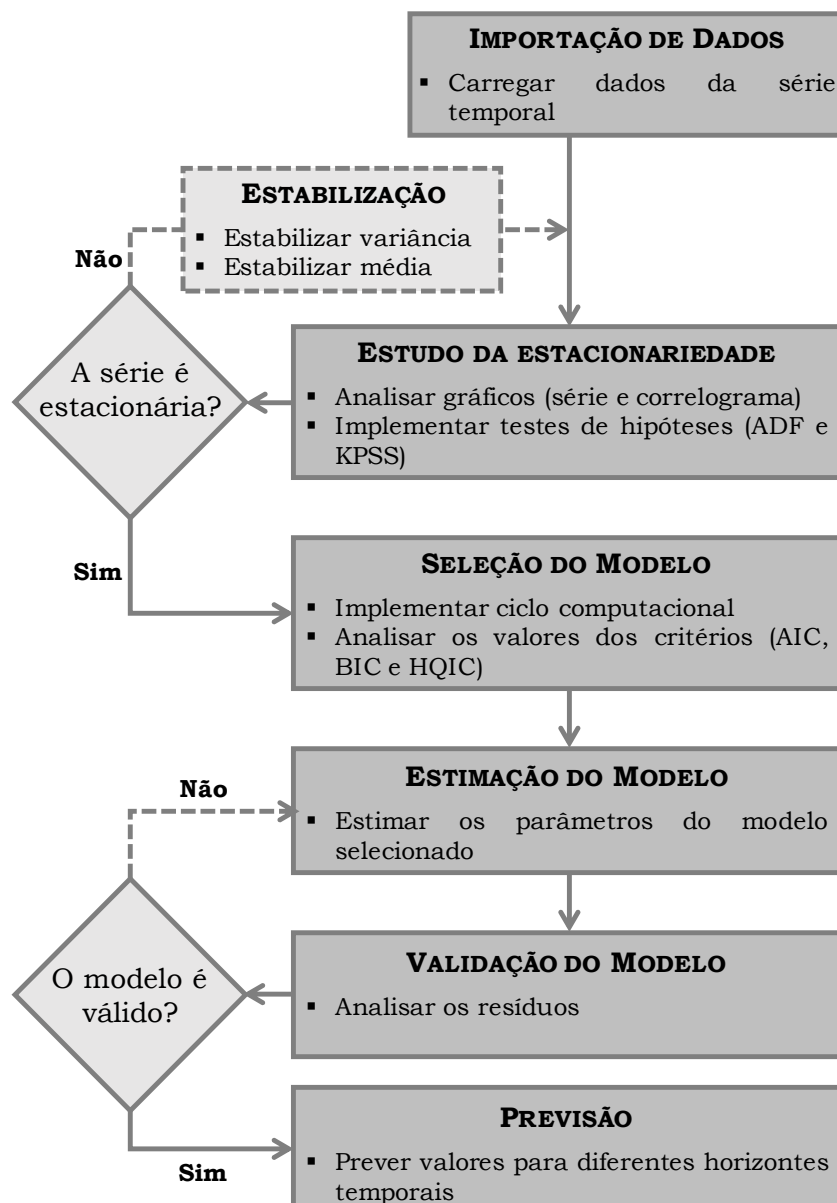 IMPORTAÇÃO DE DADOS
▪ Carregar dados da série
temporal
ESTABILIZAÇÃO
▪ Estabilizar variância
▪ Estabilizar média
Não
A série é
estacionária?
ESTUDO DA ESTACIONARIEDADE
▪ Analisar gráficos (série e correlograma)
▪ Implementar testes de hipóteses (ADF e
KPSS)
Sim
SELEÇÃO DO MODELO
▪ Implementar ciclo computacional
▪ Analisar os valores dos critérios (AIC,
BIC e HQIC)
ESTIMAÇÃO DO MODELO
▪ Estimar os parâmetros do modelo
selecionado
Não
O modelo é
válido?
VALIDAÇÃO DO MODELO
▪ Analisar os resíduos
Sim
PREVISÃO
▪ Prever valores para diferentes horizontes
temporais